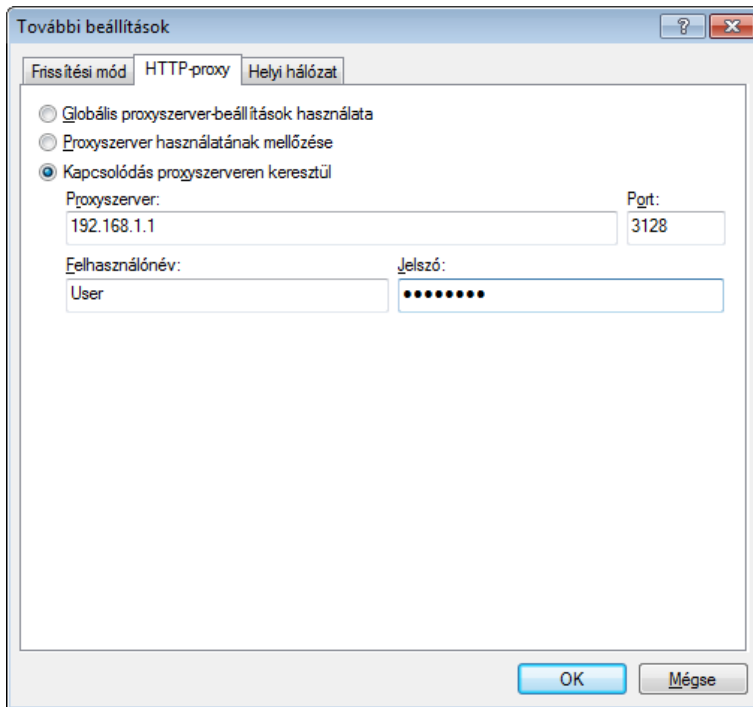 További beállítások
Frissítési mód HTTP-proxy Helyi hálózat
Globális proxyszerver-beállítások használata
Proxyszerver használatának mellőzése
Kapcsolódás proxyszerveren keresztül
Proxyszerver: Port:
192.168.1.1 3128
Felhasználónév: Jelszó:
User ●●●●●●●●
OK Mégse